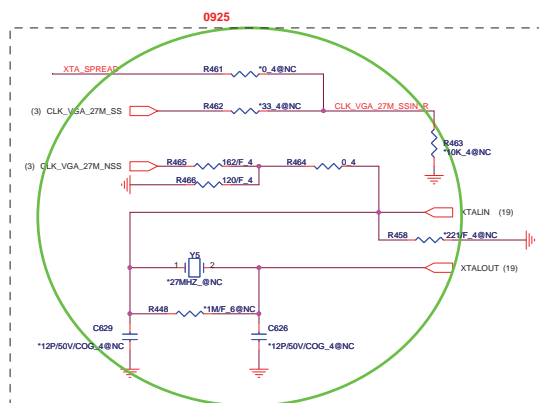 0925
XTA_SPREAD
R461
*0_4@NC
(3) CLK_VGA_27M_SS
R462
*33_4@NC
CLK_VGA_27M_SSIN_R
R463
*10K_4@NC
(3) CLK_VGA_27M_NSS
R465
162/F_4
R464
0_4
R466
120/F_4
XTALIN (19)
R458
*221/F_4@NC
Y5
1
2
*27MHZ_@NC
XTALOUT (19)
R448
*1M/F_6@NC
C629
C626
*12P/50V/COG_4@NC
*12P/50V/COG_4@NC